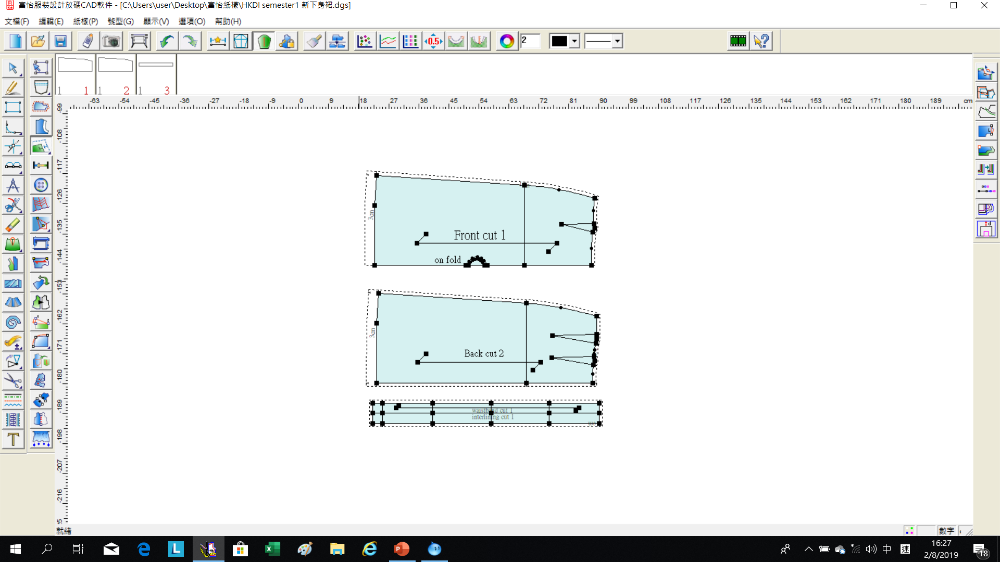 富怡服裝設計放碼CAD軟件 - [C:\Users\user\Desktop\富怡紙樣\HKDI semester1 新下身裙.dgs]
文檔(F) 編輯(E) 紙樣(P) 號型(G) 顯示(V) 選項(O) 幫助(H)
0.5 2
1 1 1 2 1 3
-63 -54 -45 -36 -27 -18 -9 0 9 18 27 36 45 54 63 72 81 90 99 108 117 126 135 144 153 162 171 180 189 cm
-99
-108
-117
-126
-135
-144
-153
-162
-171
-180
-189
-198
-207
-216
3cm
Front cut 1
on fold
3cm
Back cut 2
waistband cut 1
interlining cut 1
就緒
數字
中 速
16:27
2/8/2019
18